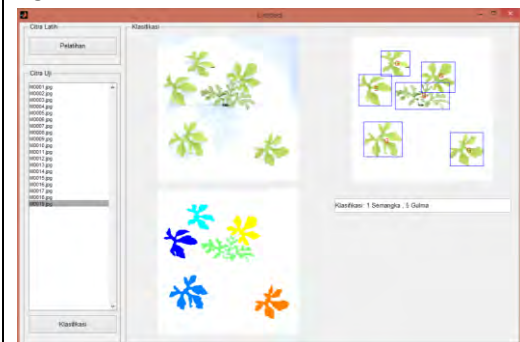 Untitled
Citra Latih
Pelatihan
Citra Uji
W0001.jpg
W0002.jpg
W0003.jpg
W0004.jpg
W0005.jpg
W0006.jpg
W0007.jpg
W0008.jpg
W0009.jpg
W0010.jpg
W0011.jpg
W0012.jpg
W0013.jpg
W0014.jpg
W0015.jpg
W0016.jpg
W0017.jpg
W0018.jpg
W0019.jpg
Klasifikasi
Klasifikasi
Klasifikasi: 1 Semangka , 5 Gulma